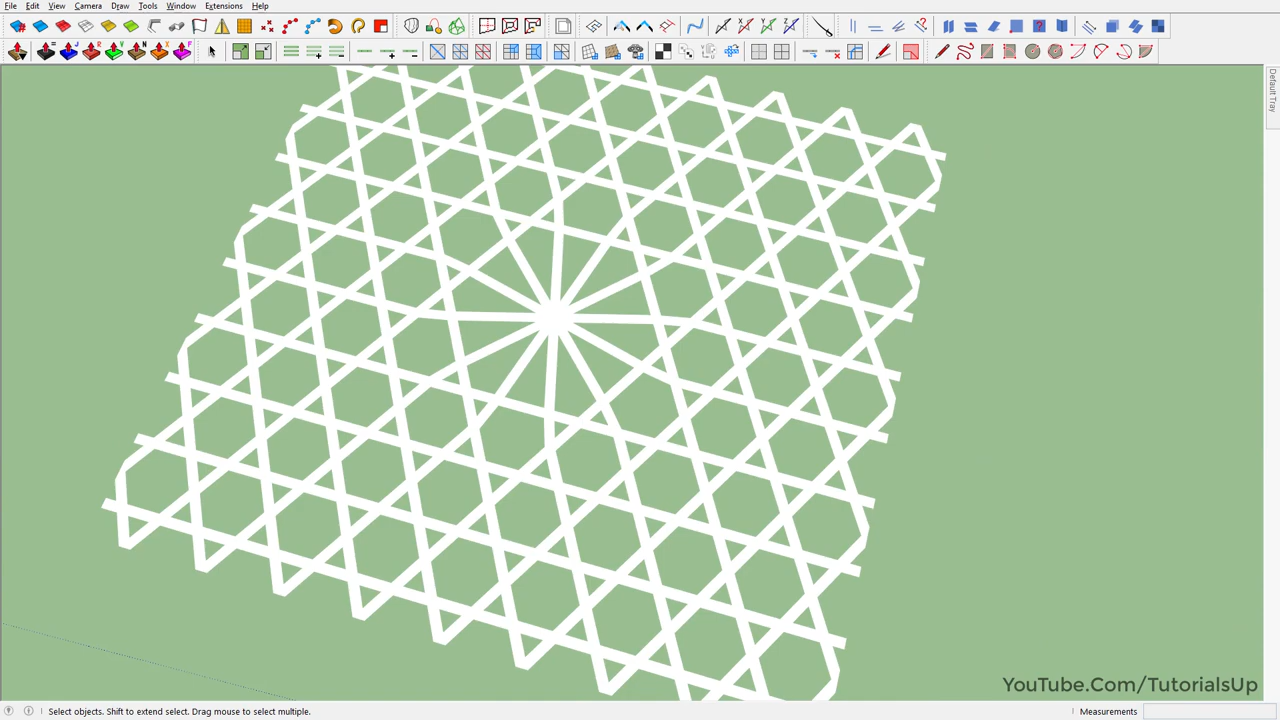 File Edit View Camera Draw Tools Window Extensions Help
Default Tray
YouTube.Com/TutorialsUp
Select objects. Shift to extend select. Drag mouse to select multiple.
Measurements